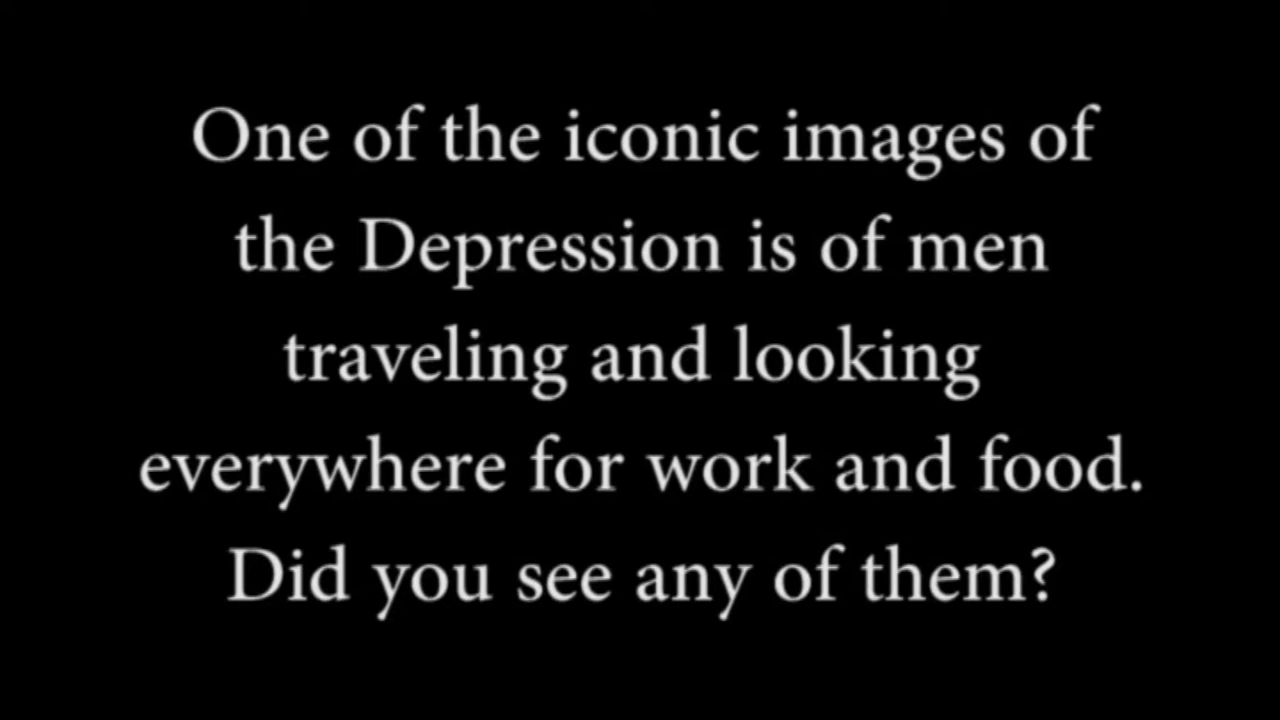 One of the iconic images of
the Depression is of men
traveling and looking
everywhere for work and food.
Did you see any of them?